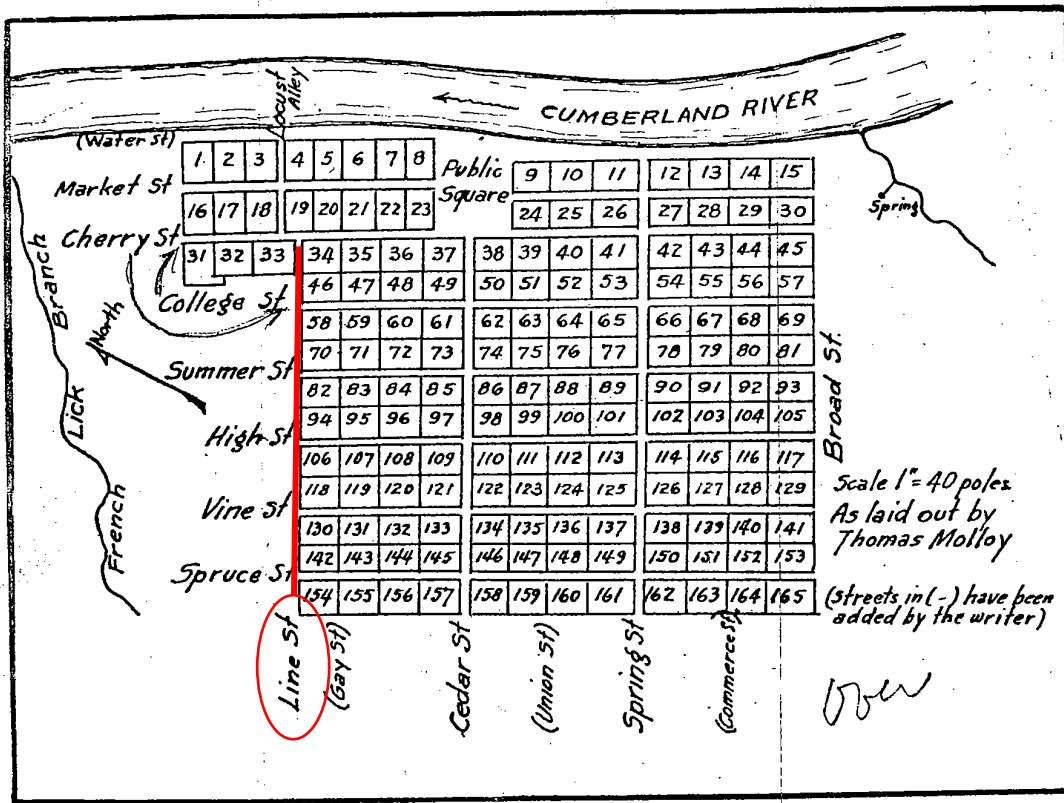 Locust
Alley
CUMBERLAND RIVER
(Water St)
1 2 3 4 5 6 7 8
Public
Square
9 10 11 12 13 14 15
Market St
16 17 18 19 20 21 22 23
24 25 26 27 28 29 30
Spring
Cherry St
31 32 33 34 35 36 37 38 39 40 41 42 43 44 45
College St
46 47 48 49 50 51 52 53 54 55 56 57
58 59 60 61 62 63 64 65 66 67 68 69
North
Summer St
70 71 72 73 74 75 76 77 78 79 80 81
82 83 84 85 86 87 88 89 90 91 92 93
High St
94 95 96 97 98 99 100 101 102 103 104 105
106 107 108 109 110 111 112 113 114 115 116 117
Vine St
118 119 120 121 122 123 124 125 126 127 128 129
130 131 132 133 134 135 136 137 138 139 140 141
Spruce St
142 143 144 145 146 147 148 149 150 151 152 153
154 155 156 157 158 159 160 161 162 163 164 165
French Lick Branch
Broad St.
Scale 1" = 40 poles
As laid out by
Thomas Molloy
(Streets in (-) have been
added by the writer)
Line St
(Gay St)
Cedar St
(Union St)
Spring St
(Commerce St)
Over